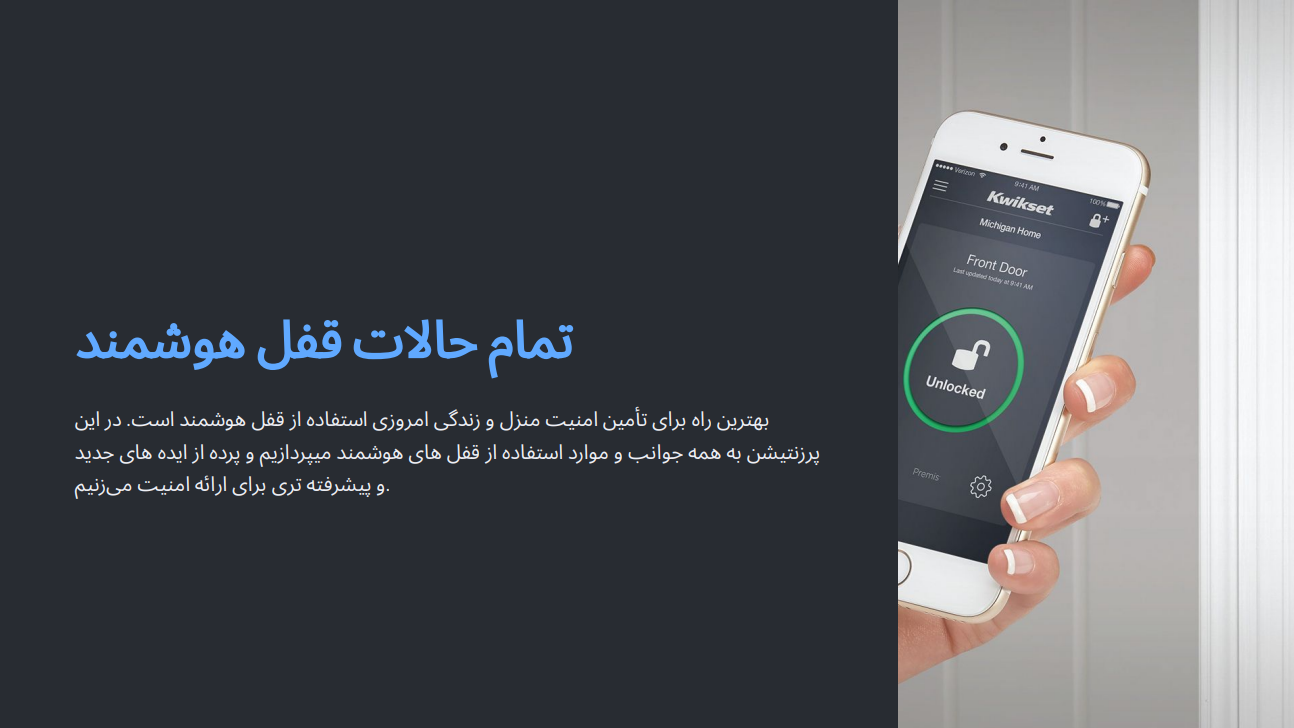 تمام حالات قفل هوشمند
بهترین راه برای تأمین امنیت منزل و زندگی امروزی استفاده از قفل هوشمند است. در این
پرزنتیشن به همه جوانب و موارد استفاده از قفل های هوشمند میپردازیم و پرده از ایده های جدید
و پیشرفته تری برای ارائه امنیت می‌زنیم.
Verizon
9:41 AM
100%
Kwikset
Michigan Home
Front Door
Last updated today at 9:41 AM
Unlocked
Premis